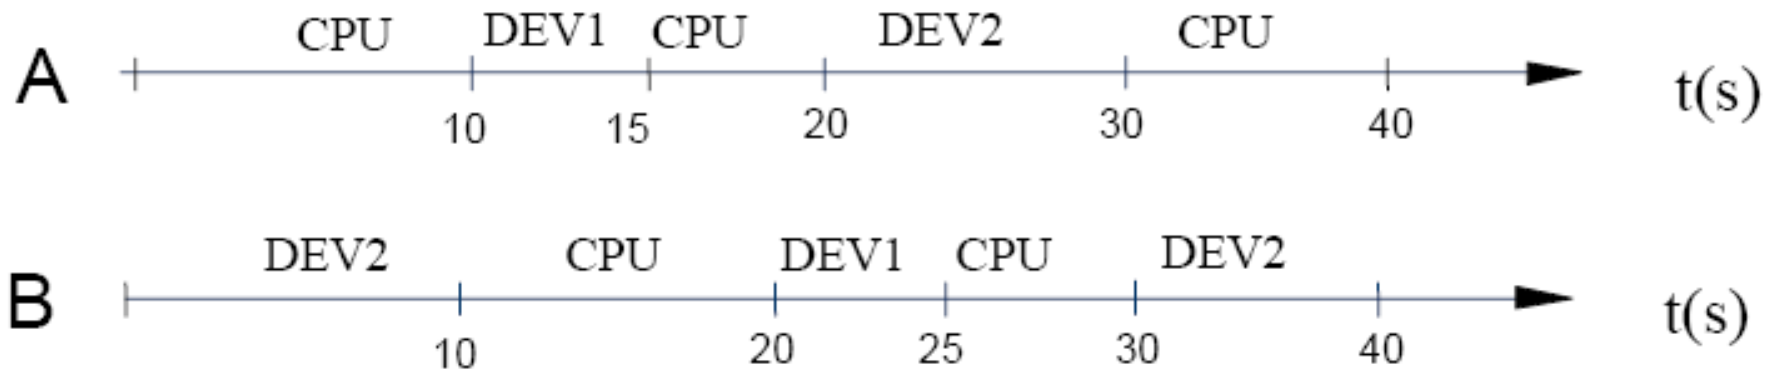 CPU DEV1 CPU DEV2 CPU
A t(s)
10 15 20 30 40
DEV2 CPU DEV1 CPU DEV2
B t(s)
10 20 25 30 40